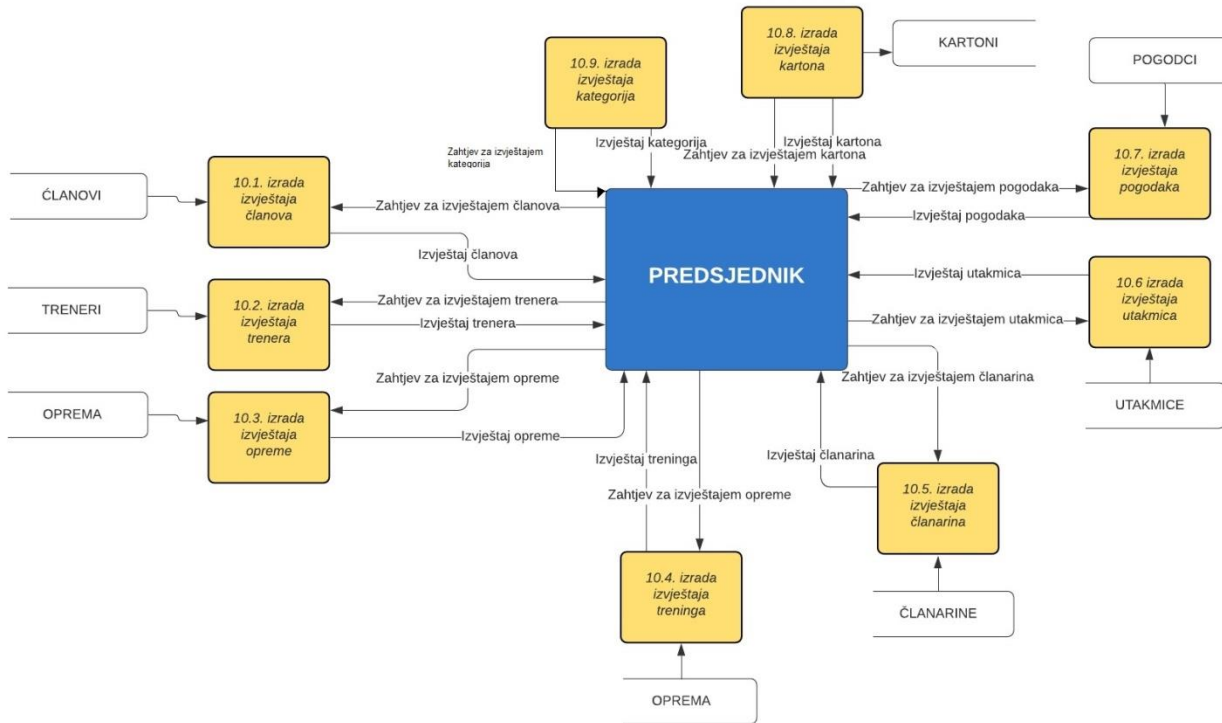 10.8. izrada
izvještaja
kartona
KARTONI
10.9. izrada
izvještaja
kategorija
POGODCI
Zahtjev za izvještajem
kategorija
Izvještaj kategorija
Izvještaj kartona
Zahtjev za izvještajem kartona
10.7. izrada
izvještaja
pogodaka
ĆLANOVI
10.1. izrada
izvještaja
članova
Zahtjev za izvještajem članova
Izvještaj članova
Zahtjev za izvještajem pogodaka
Izvještaj pogodaka
PREDSJEDNIK
TRENERI
10.2. izrada
izvještaja
trenera
Zahtjev za izvještajem trenera
Izvještaj trenera
Izvještaj utakmica
Zahtjev za izvještajem utakmica
10.6 izrada
izvještaja
utakmica
UTAKMICE
OPREMA
10.3. izrada
izvještaja
opreme
Zahtjev za izvještajem opreme
Izvještaj opreme
Zahtjev za izvještajem članarina
Izvještaj članarina
Izvještaj treninga
Zahtjev za izvještajem opreme
10.5. izrada
izvještaja
članarina
10.4. izrada
izvještaja
treninga
ČLANARINE
OPREMA